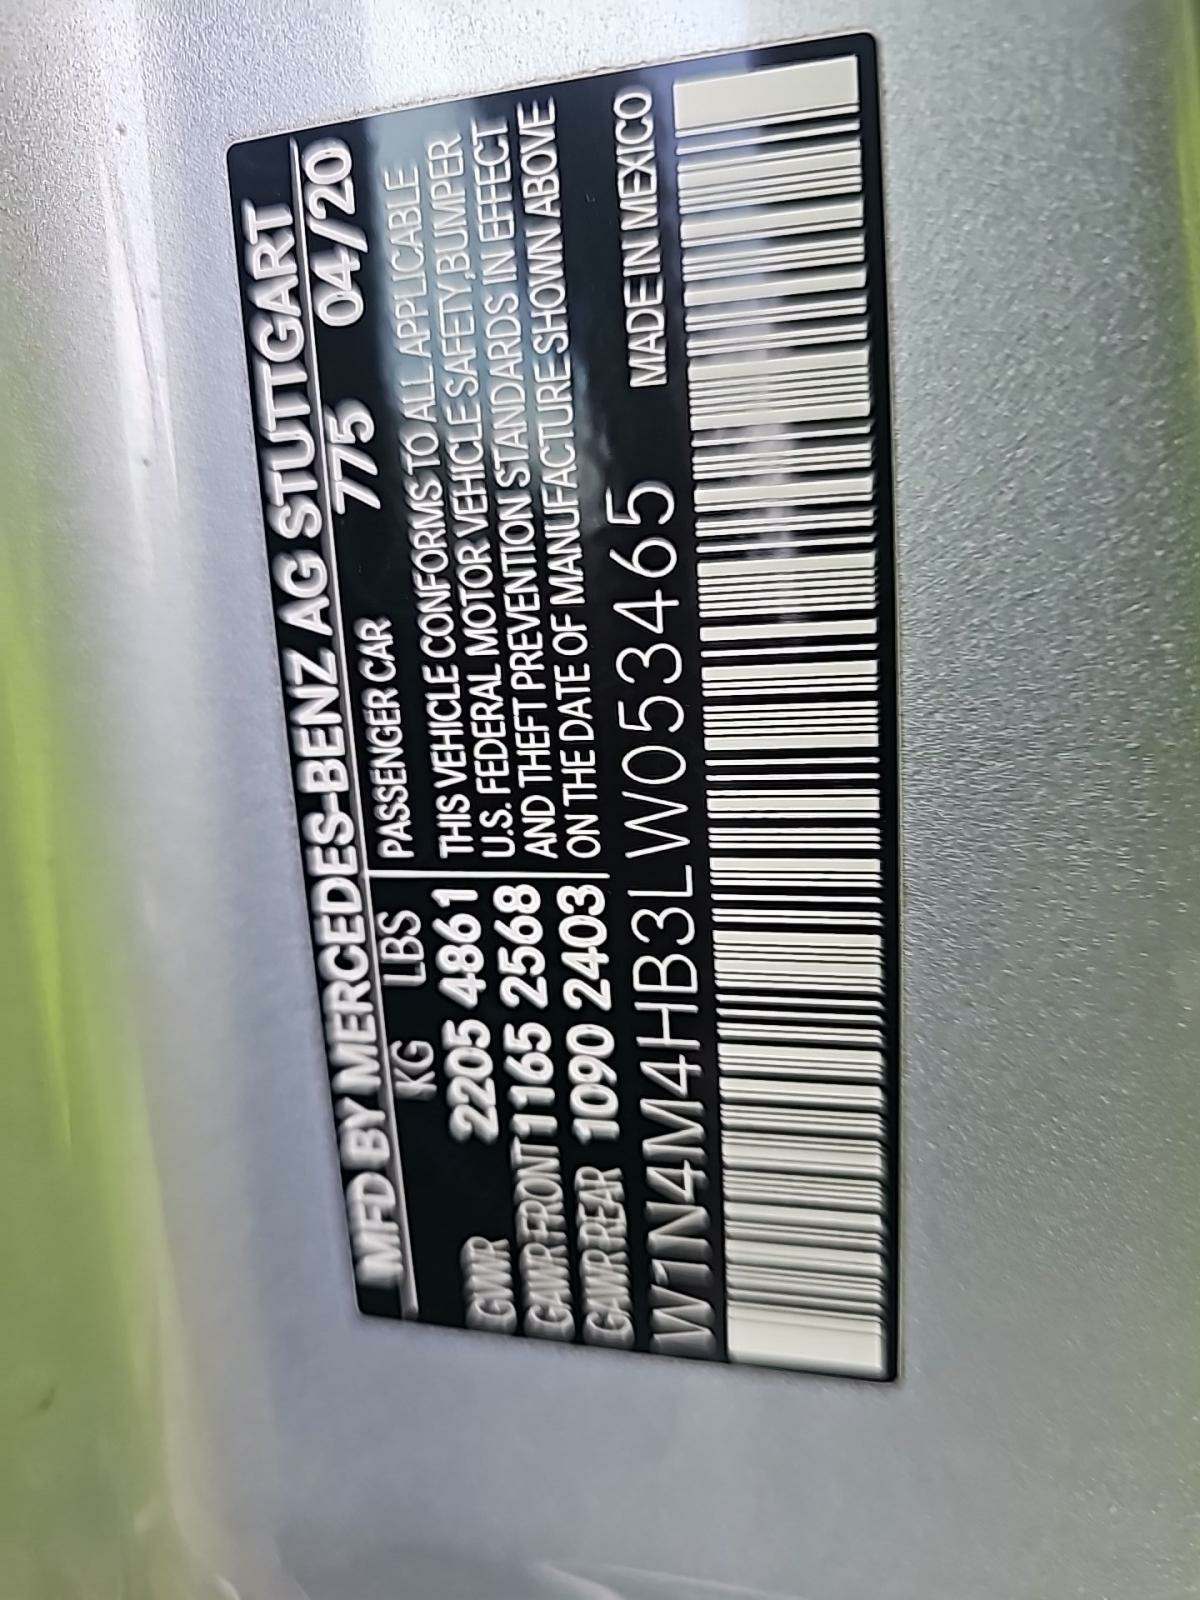 MFD BY MERCEDES-BENZ AG STUTTGART
KG LBS PASSENGER CAR 775 04/20
GWR 2205 4861 THIS VEHICLE CONFORMS TO ALL APPLICABLE
GAWR FRONT 1165 2568 U.S. FEDERAL MOTOR VEHICLE SAFETY,BUMPER
GAWR REAR 1090 2403 AND THEFT PREVENTION STANDARDS IN EFFECT
ON THE DATE OF MANUFACTURE SHOWN ABOVE
W1N4M4HB3LW053465 MADE IN MEXICO